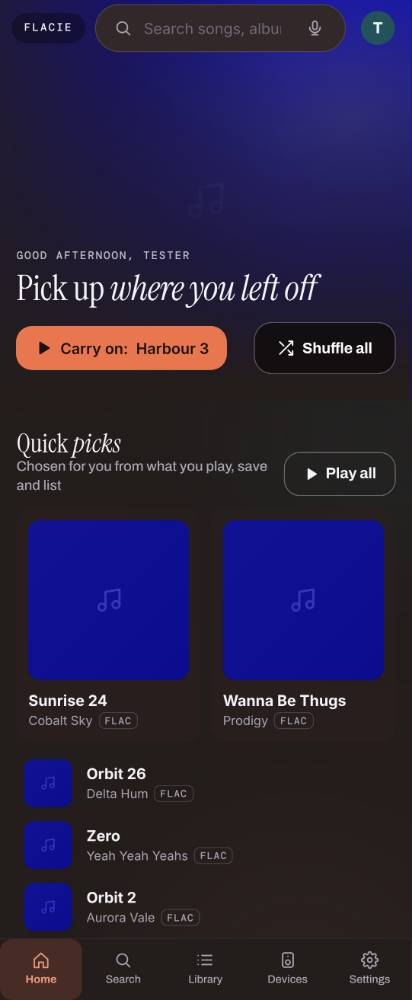 FLACIE
Search songs, albu
T
GOOD AFTERNOON, TESTER
Pick up where you left off
Carry on: Harbour 3
Shuffle all
Quick picks
Chosen for you from what you play, save
and list
Play all
Sunrise 24
Cobalt Sky FLAC
Wanna Be Thugs
Prodigy FLAC
Orbit 26
Delta Hum FLAC
Zero
Yeah Yeah Yeahs FLAC
Orbit 2
Aurora Vale FLAC
Home
Search
Library
Devices
Settings